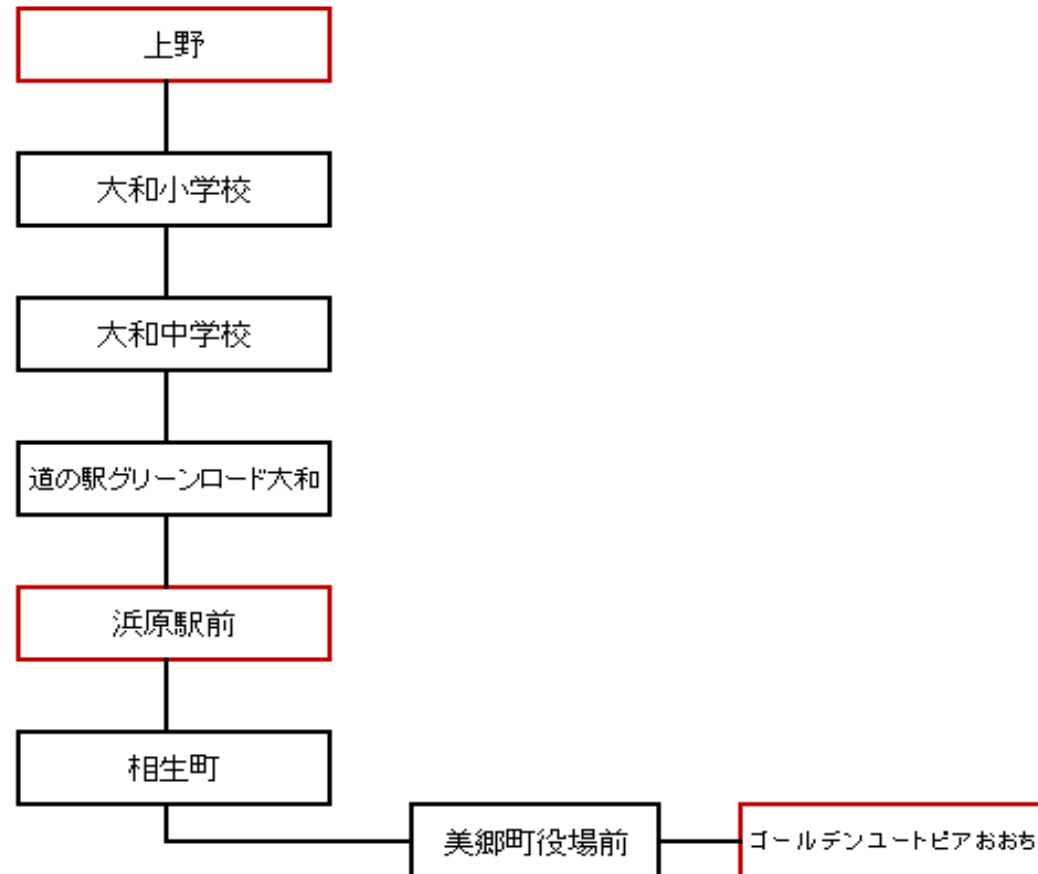 上野
大和小学校
大和中学校
道の駅グリーンロード大和
浜原駅前
相生町
美郷町役場前
ゴールデンユートピアおおち